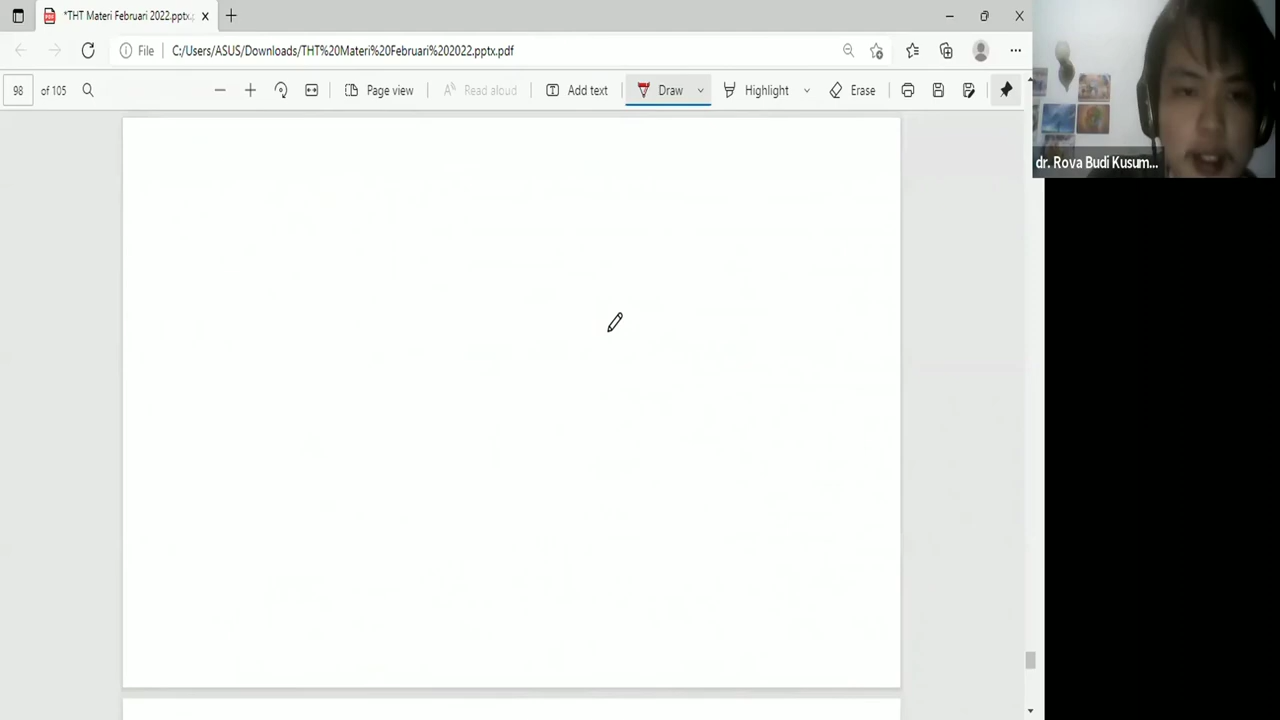 *THT Materi Februari 2022.pptx.p
File
C:/Users/ASUS/Downloads/THT%20Materi%20Februari%202022.pptx.pdf
98 of 105
Page view
Read aloud
Add text
Draw
Highlight
Erase
dr. Rova Budi Kusum...